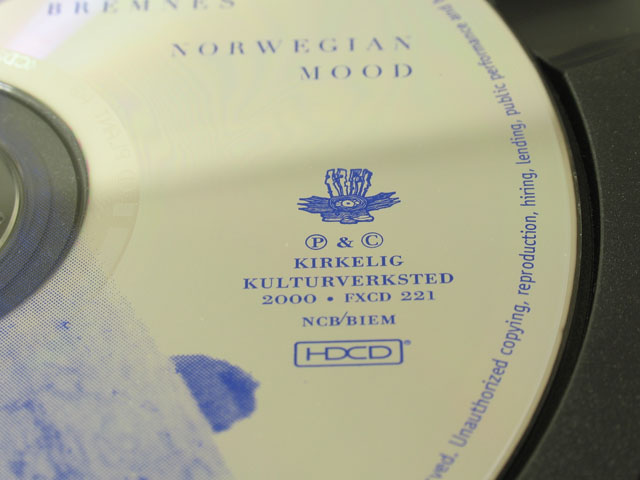 BREMNES
NORWEGIAN
MOOD
Ⓟ & Ⓒ
KIRKELIG
KULTURVERKSTED
2000 • FXCD 221
NCB/BIEM
HDCD®
Unauthorized copying, reproduction, hiring, lending, public performance and